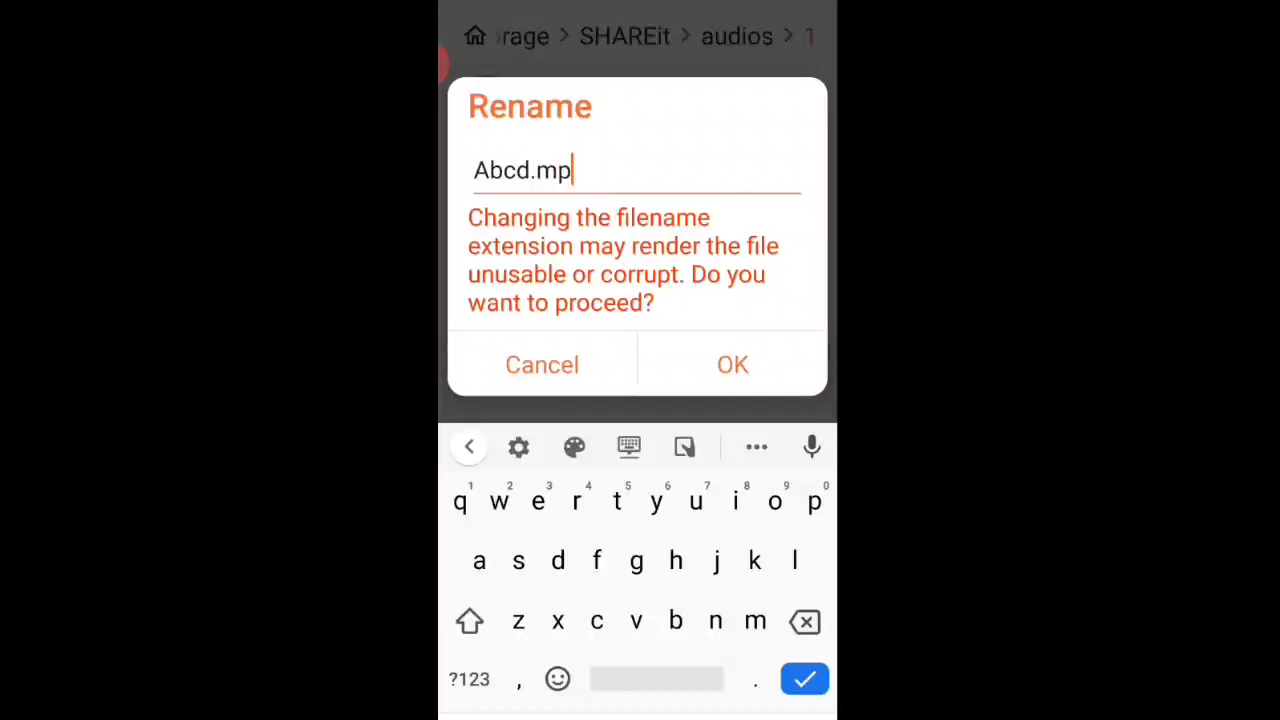 rage > SHAREit > audios > 1
Rename
Abcd.mp
Changing the filename
extension may render the file
unusable or corrupt. Do you
want to proceed?
Cancel OK
1 2 3 4 5 6 7 8 9 0
q w e r t y u i o p
a s d f g h j k l
z x c v b n m
?123 , .